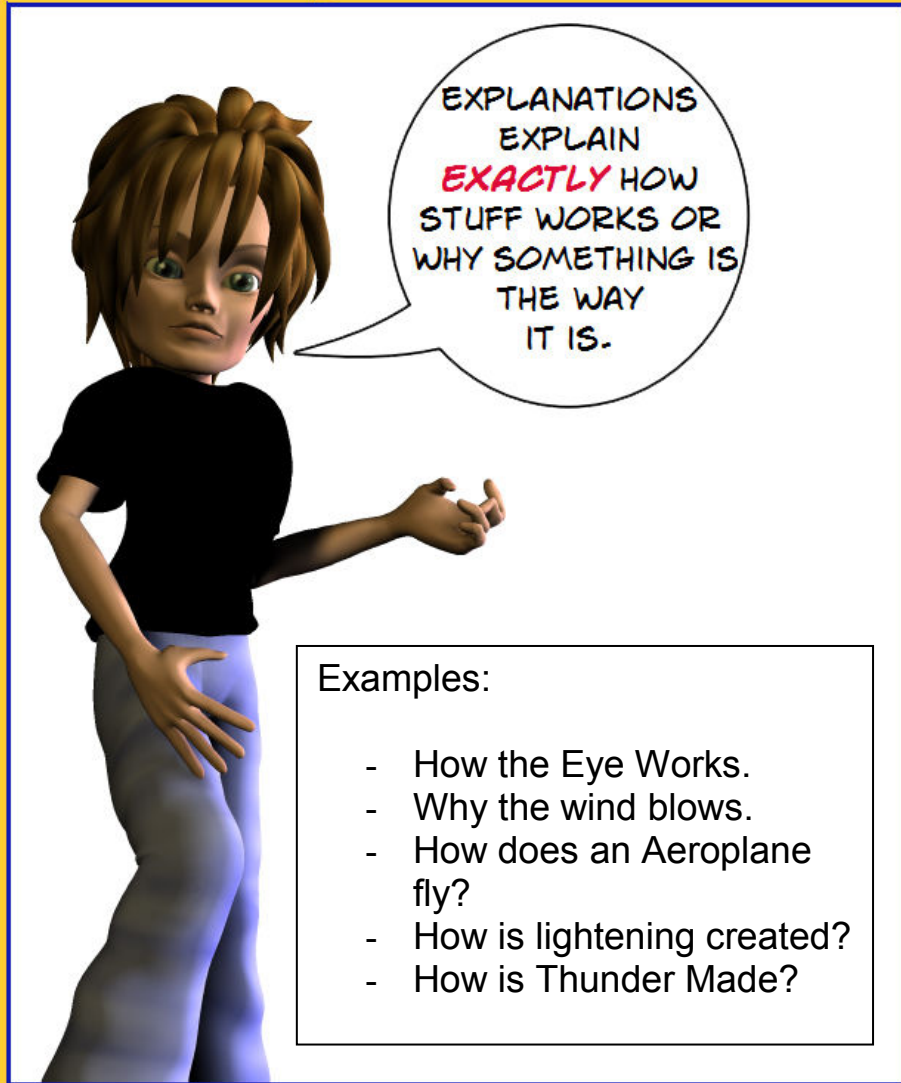 EXPLANATIONS
EXPLAIN
EXACTLY HOW
STUFF WORKS OR
WHY SOMETHING IS
THE WAY
IT IS.
Examples:
- How the Eye Works.
- Why the wind blows.
- How does an Aeroplane
fly?
- How is lightening created?
- How is Thunder Made?